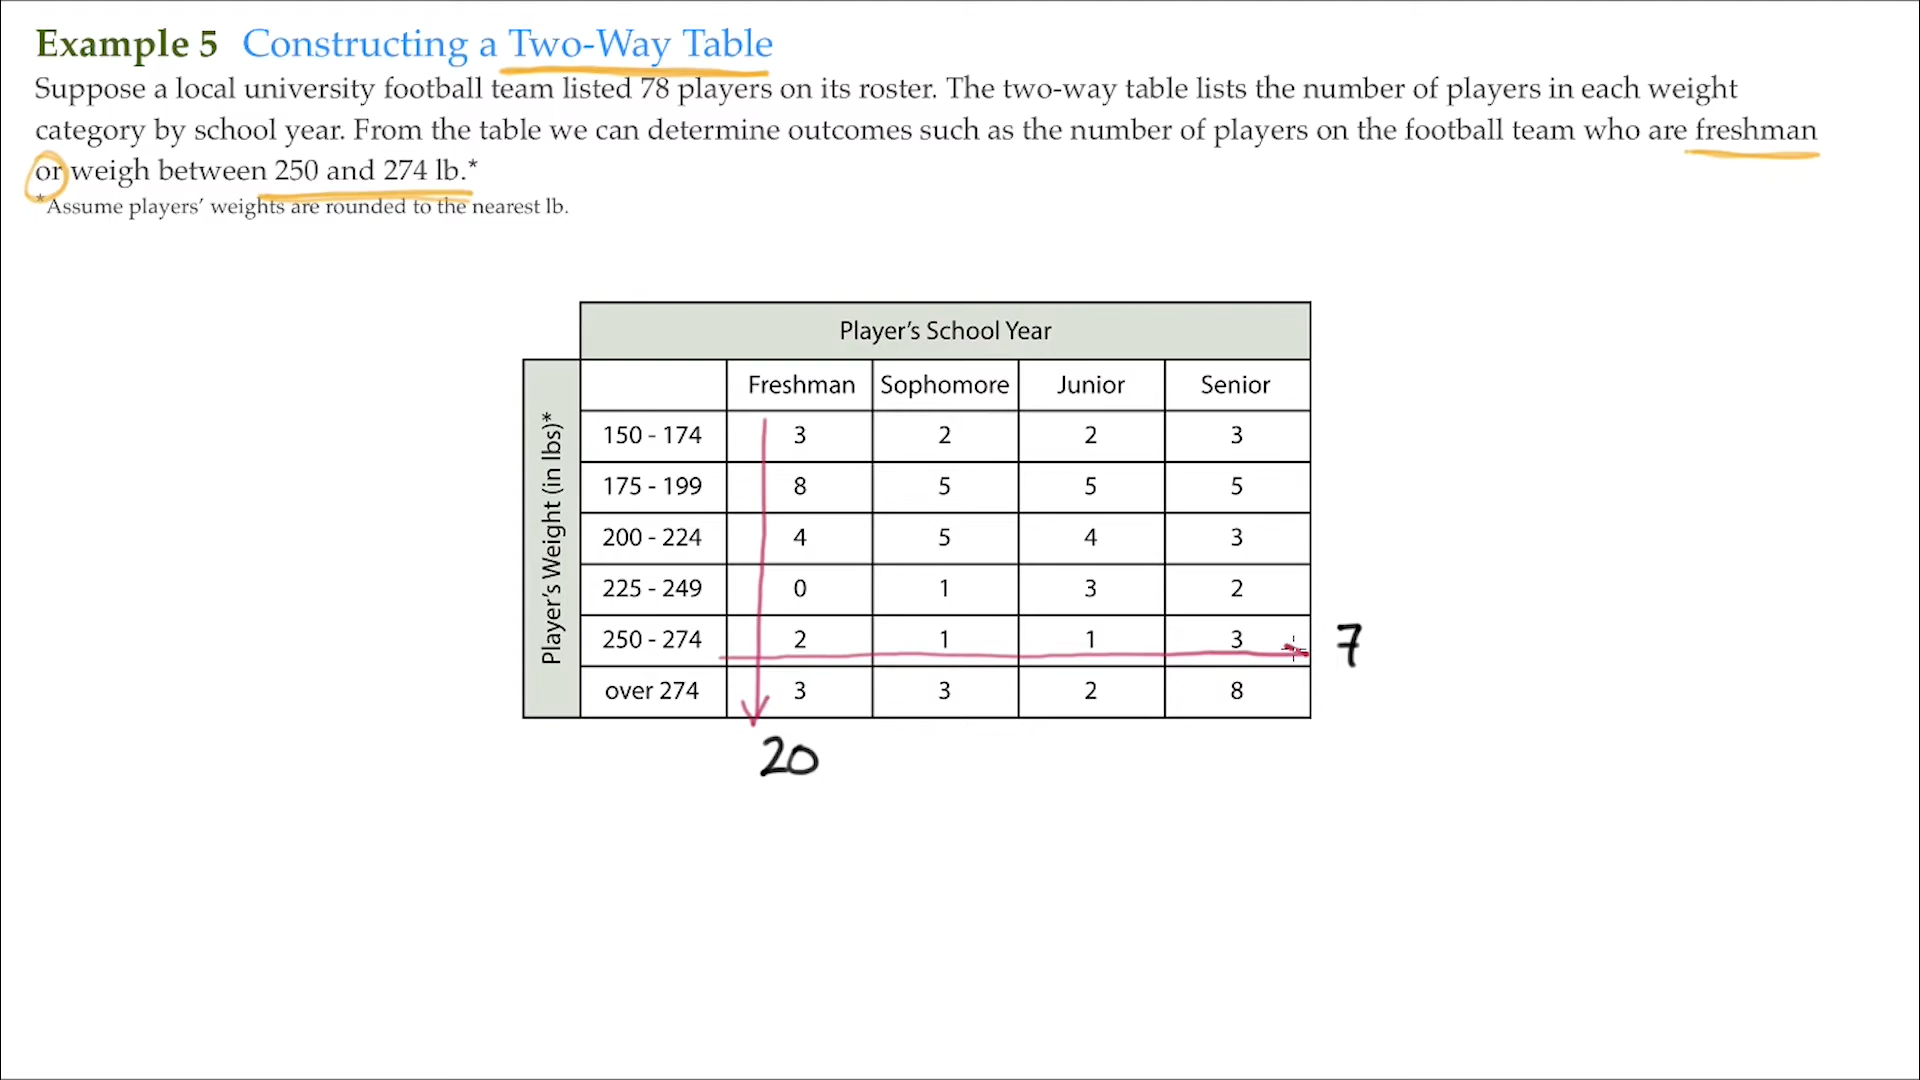 Example 5 Constructing a Two-Way Table
Suppose a local university football team listed 78 players on its roster. The two-way table lists the number of players in each weight
category by school year. From the table we can determine outcomes such as the number of players on the football team who are freshman
or weigh between 250 and 274 lb.*
*Assume players' weights are rounded to the nearest lb.
Player's School Year
Player's Weight (in lbs)*
Freshman Sophomore Junior Senior
150 - 174 3 2 2 3
175 - 199 8 5 5 5
200 - 224 4 5 4 3
225 - 249 0 1 3 2
250 - 274 2 1 1 3 7
over 274 3 3 2 8
20